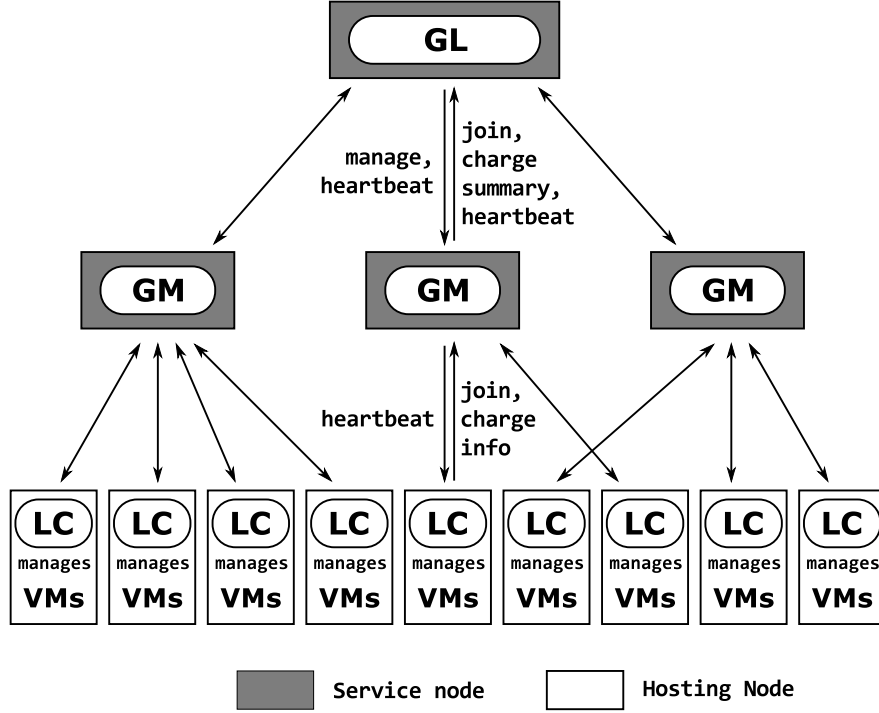 GL
manage,
heartbeat
join,
charge
summary,
heartbeat
GM GM GM
heartbeat
join,
charge
info
LC LC LC LC LC LC LC LC LC
manages manages manages manages manages manages manages manages manages
VMs VMs VMs VMs VMs VMs VMs VMs VMs
Service node Hosting Node